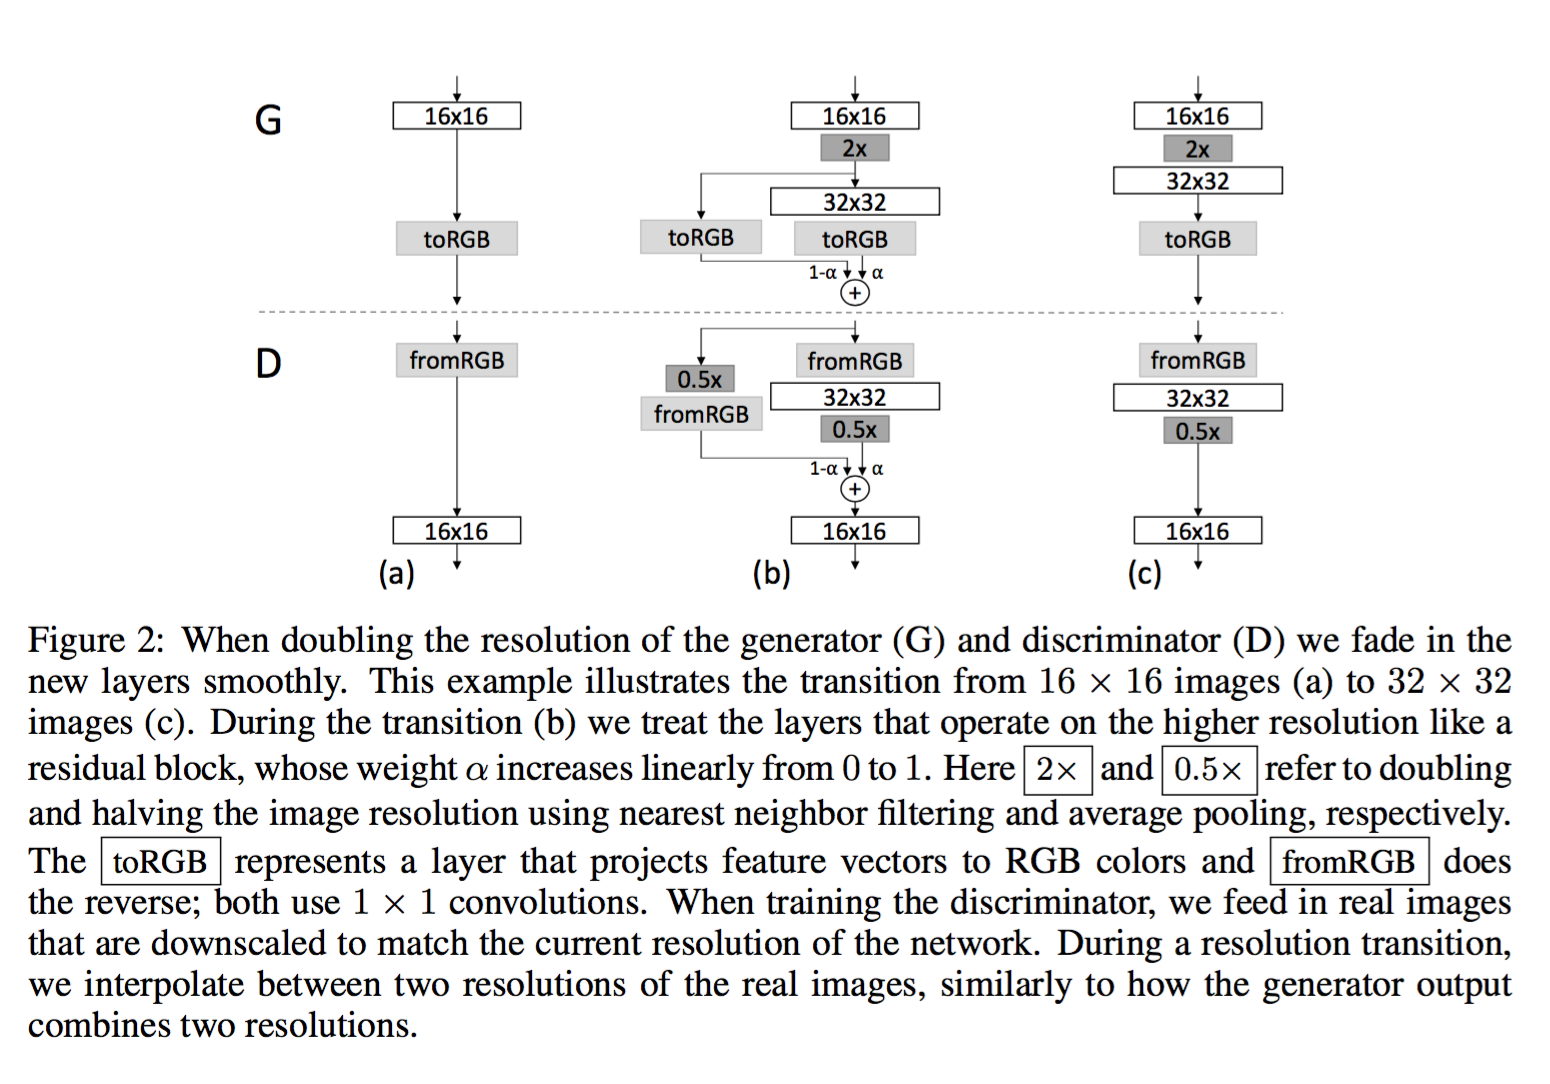 G
16x16
16x16
16x16
2x
2x
32x32
32x32
toRGB
toRGB
toRGB
toRGB
1-α
α
+
D
fromRGB
fromRGB
fromRGB
0.5x
32x32
32x32
fromRGB
0.5x
0.5x
1-α
α
+
16x16
16x16
16x16
(a)
(b)
(c)
Figure 2: When doubling the resolution of the generator (G) and discriminator (D) we fade in the
new layers smoothly. This example illustrates the transition from 16 × 16 images (a) to 32 × 32
images (c). During the transition (b) we treat the layers that operate on the higher resolution like a
residual block, whose weight α increases linearly from 0 to 1. Here 2× and 0.5× refer to doubling
and halving the image resolution using nearest neighbor filtering and average pooling, respectively.
The toRGB represents a layer that projects feature vectors to RGB colors and fromRGB does
the reverse; both use 1 × 1 convolutions. When training the discriminator, we feed in real images
that are downscaled to match the current resolution of the network. During a resolution transition,
we interpolate between two resolutions of the real images, similarly to how the generator output
combines two resolutions.